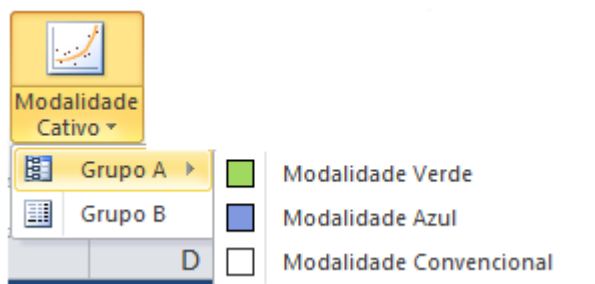 Modalidade
Cativo
Grupo A
Modalidade Verde
Grupo B
Modalidade Azul
D
Modalidade Convencional